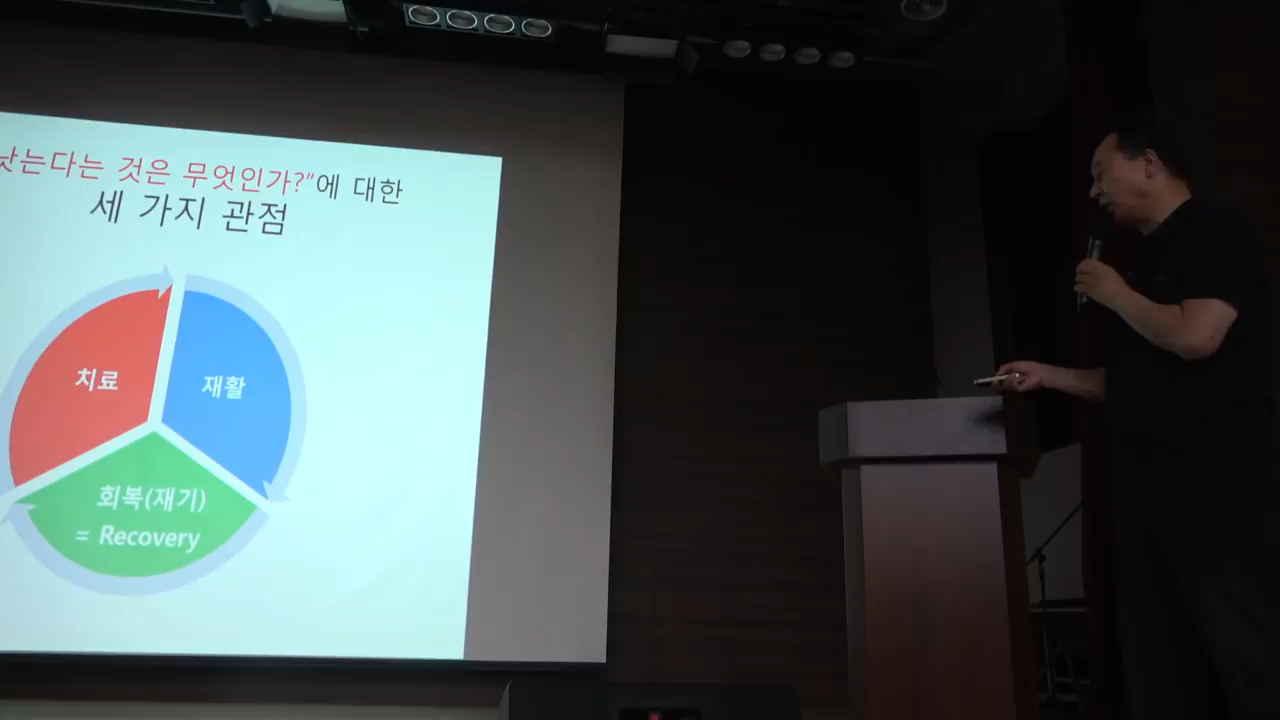 낫는다는 것은 무엇인가?”에 대한
세 가지 관점
치료
재활
회복(재기)
= Recovery